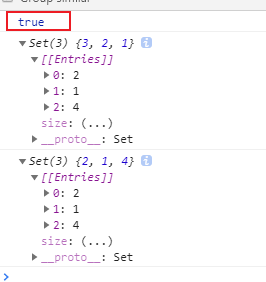 Group similar
true
▼Set(3) {3, 2, 1} i
▼[[Entries]]
▶0: 2
▶1: 1
▶2: 4
size: (...)
▶__proto__: Set
▼Set(3) {2, 1, 4} i
▼[[Entries]]
▶0: 2
▶1: 1
▶2: 4
size: (...)
▶__proto__: Set
>